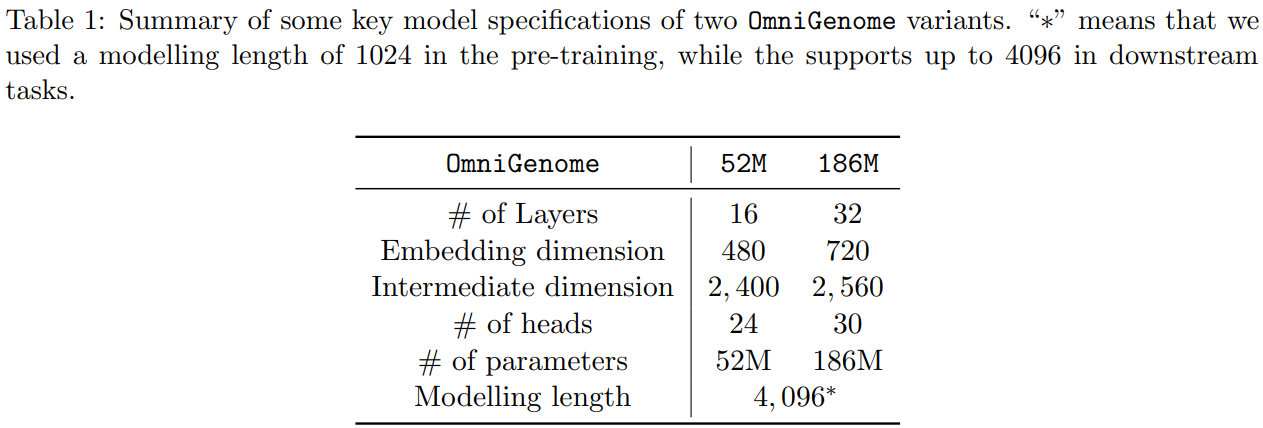 Table 1: Summary of some key model specifications of two OmniGenome variants. “*” means that we
used a modelling length of 1024 in the pre-training, while the supports up to 4096 in downstream
tasks.
OmniGenome 52M 186M
# of Layers 16 32
Embedding dimension 480 720
Intermediate dimension 2, 400 2, 560
# of heads 24 30
# of parameters 52M 186M
Modelling length 4, 096*